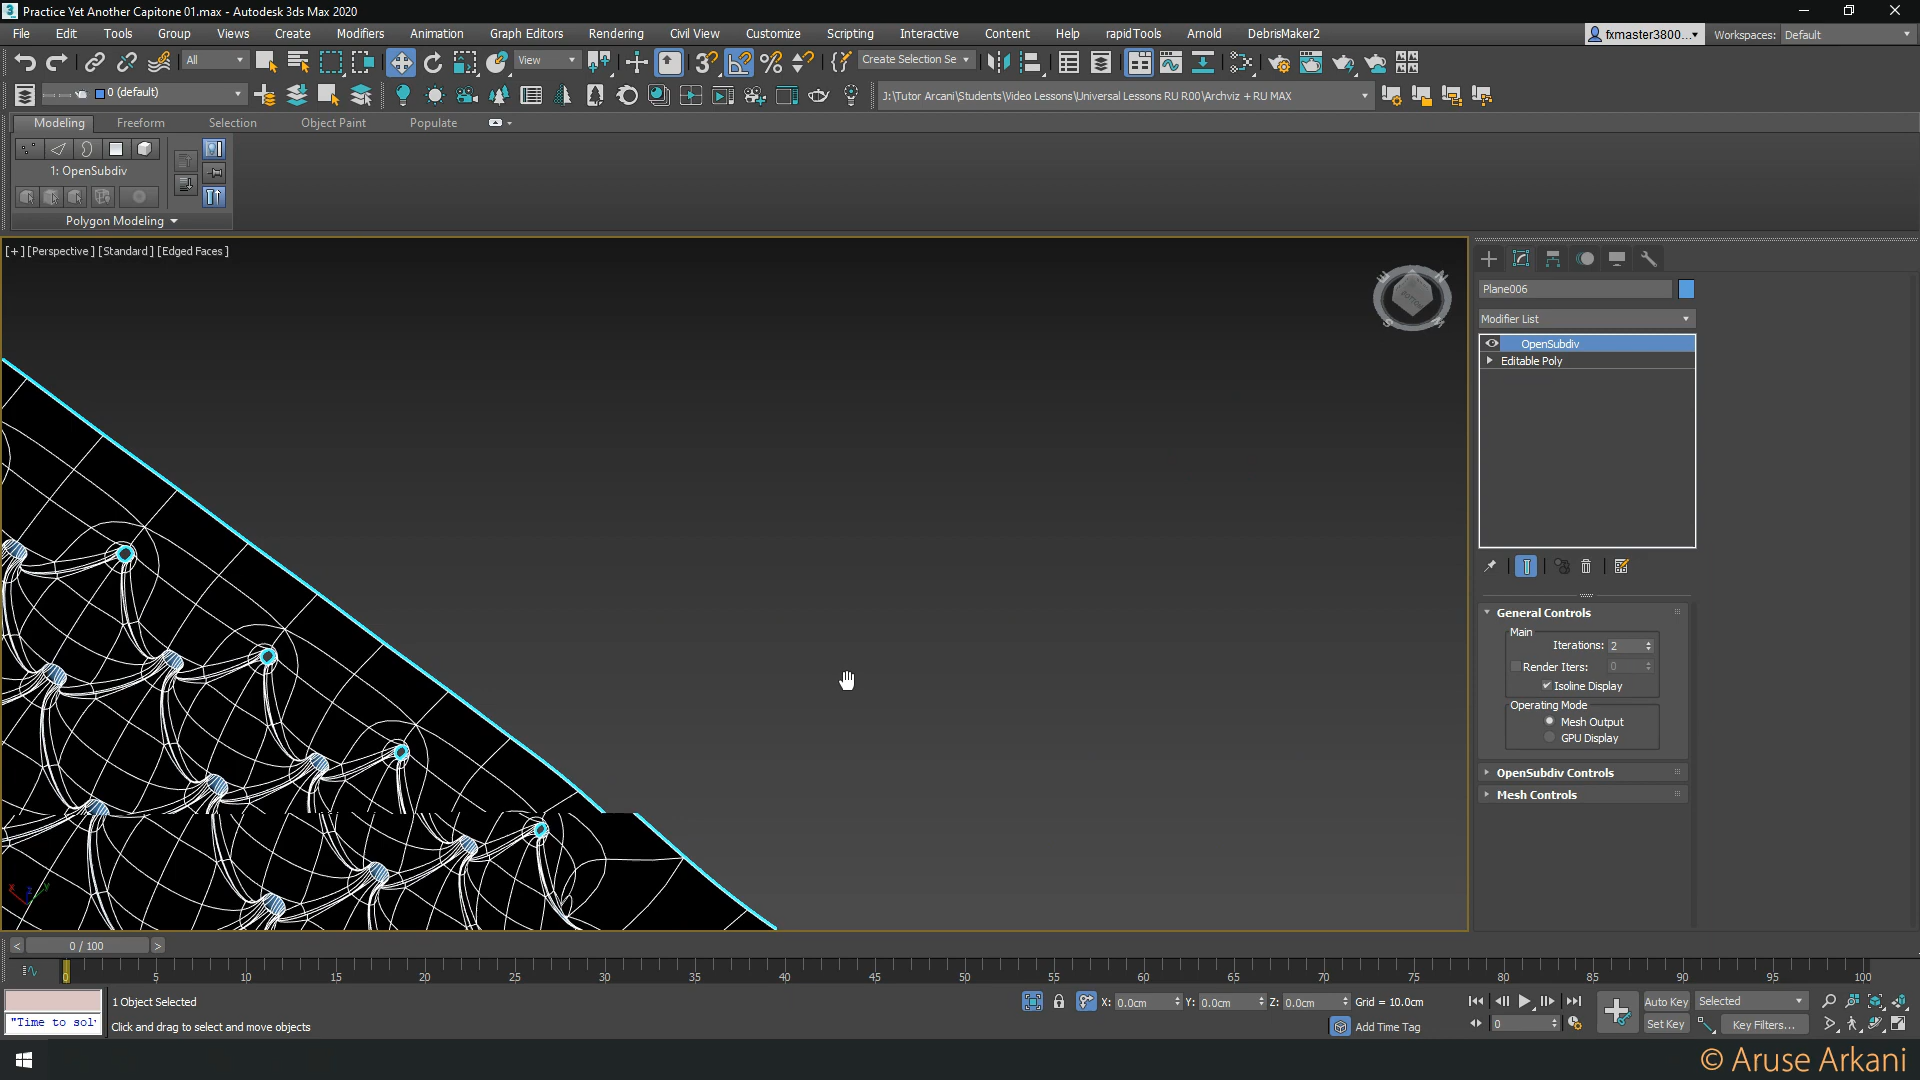 Practice Yet Another Capitone 01.max - Autodesk 3ds Max 2020
File Edit Tools Group Views Create Modifiers Animation Graph Editors Rendering Civil View Customize Scripting Interactive Content Help rapidTools Arnold DebrisMaker2
fxmaster3800... Workspaces: Default
All View Create Selection Se
0 (default) J:\Tutor Arcani\Students\Video Lessons\Universal Lessons RU R00\Archviz + RU MAX
Modeling Freeform Selection Object Paint Populate
1: OpenSubdiv
Polygon Modeling
[+] [Perspective] [Standard] [Edged Faces]
Plane006
Modifier List
OpenSubdiv
Editable Poly
General Controls
Main
Iterations: 2
Render Iters: 0
Isoline Display
Operating Mode
Mesh Output
GPU Display
OpenSubdiv Controls
Mesh Controls
0 / 100
0 5 10 15 20 25 30 35 40 45 50 55 60 65 70 75 80 85 90 95 100
1 Object Selected
X: 0.0cm Y: 0.0cm Z: 0.0cm Grid = 10.0cm
Auto Key Selected
"Time to sol
Click and drag to select and move objects
Add Time Tag
0
Set Key Key Filters...
© Aruse Arkani